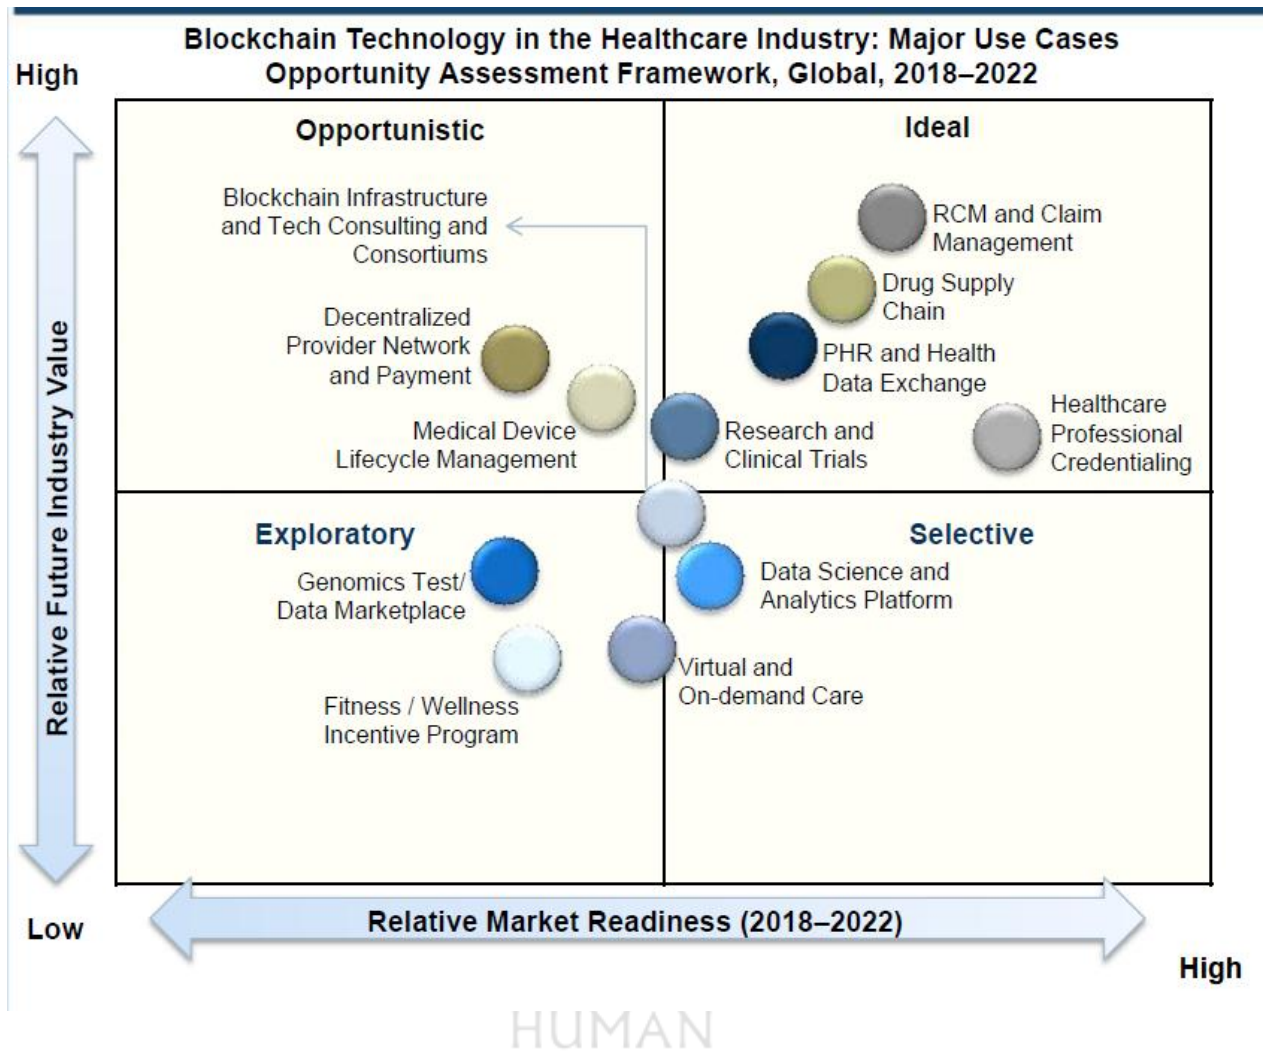 Blockchain Technology in the Healthcare Industry: Major Use Cases
Opportunity Assessment Framework, Global, 2018–2022
High
Opportunistic
Ideal
Blockchain Infrastructure
and Tech Consulting and
Consortiums
RCM and Claim
Management
Drug Supply
Chain
Decentralized
Provider Network
and Payment
PHR and Health
Data Exchange
Medical Device
Lifecycle Management
Research and
Clinical Trials
Healthcare
Professional
Credentialing
Relative Future Industry Value
Exploratory
Selective
Genomics Test/
Data Marketplace
Data Science and
Analytics Platform
Fitness / Wellness
Incentive Program
Virtual and
On-demand Care
Low
Relative Market Readiness (2018–2022)
High
HUMAN